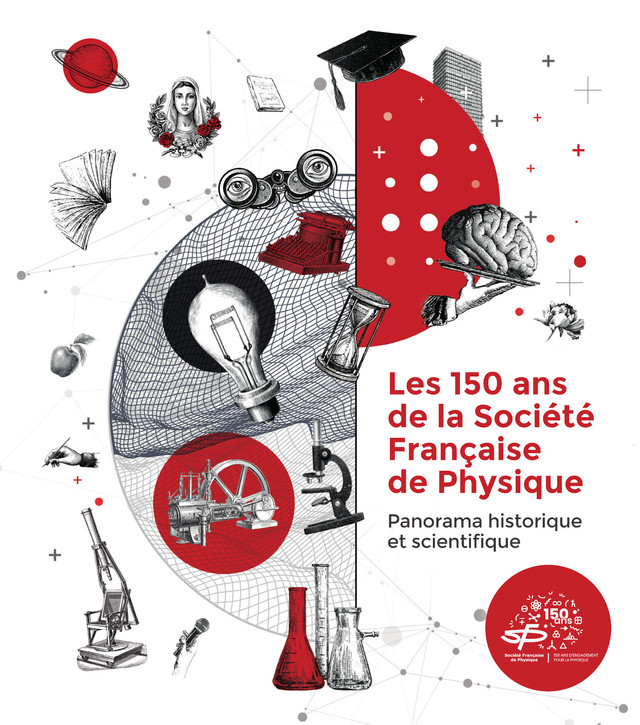 Les 150 ans
de la Société
Française
de Physique
Panorama historique
et scientifique
150
ans
sfp
Société Française
de Physique
150 ANS D'ENGAGEMENT
POUR LA PHYSIQUE